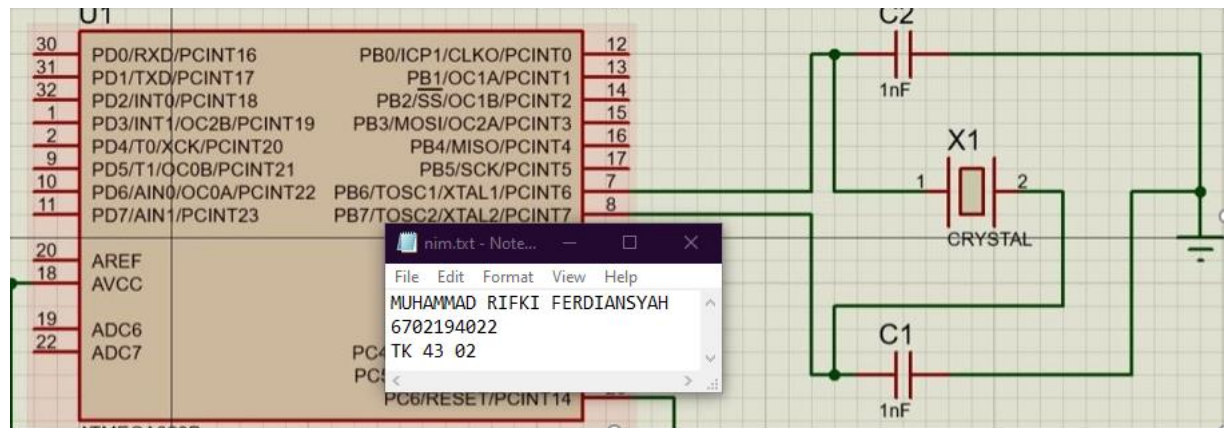 U1
C2
30 PD0/RXD/PCINT16 PB0/ICP1/CLKO/PCINT0 12
31 PD1/TXD/PCINT17 PB1/OC1A/PCINT1 13
32 PD2/INT0/PCINT18 PB2/SS/OC1B/PCINT2 14
1 PD3/INT1/OC2B/PCINT19 PB3/MOSI/OC2A/PCINT3 15
2 PD4/T0/XCK/PCINT20 PB4/MISO/PCINT4 16
9 PD5/T1/OC0B/PCINT21 PB5/SCK/PCINT5 17
10 PD6/AIN0/OC0A/PCINT22 PB6/TOSC1/XTAL1/PCINT6 7
11 PD7/AIN1/PCINT23 PB7/TOSC2/XTAL2/PCINT7 8
1nF
X1
1 2
CRYSTAL
20 AREF
18 AVCC
19 ADC6
22 ADC7
PC4
PC5
PC6/RESET/PCINT14
nim.txt - Note...
File Edit Format View Help
MUHAMMAD RIFKI FERDIANSYAH
6702194022
TK 43 02
C1
1nF